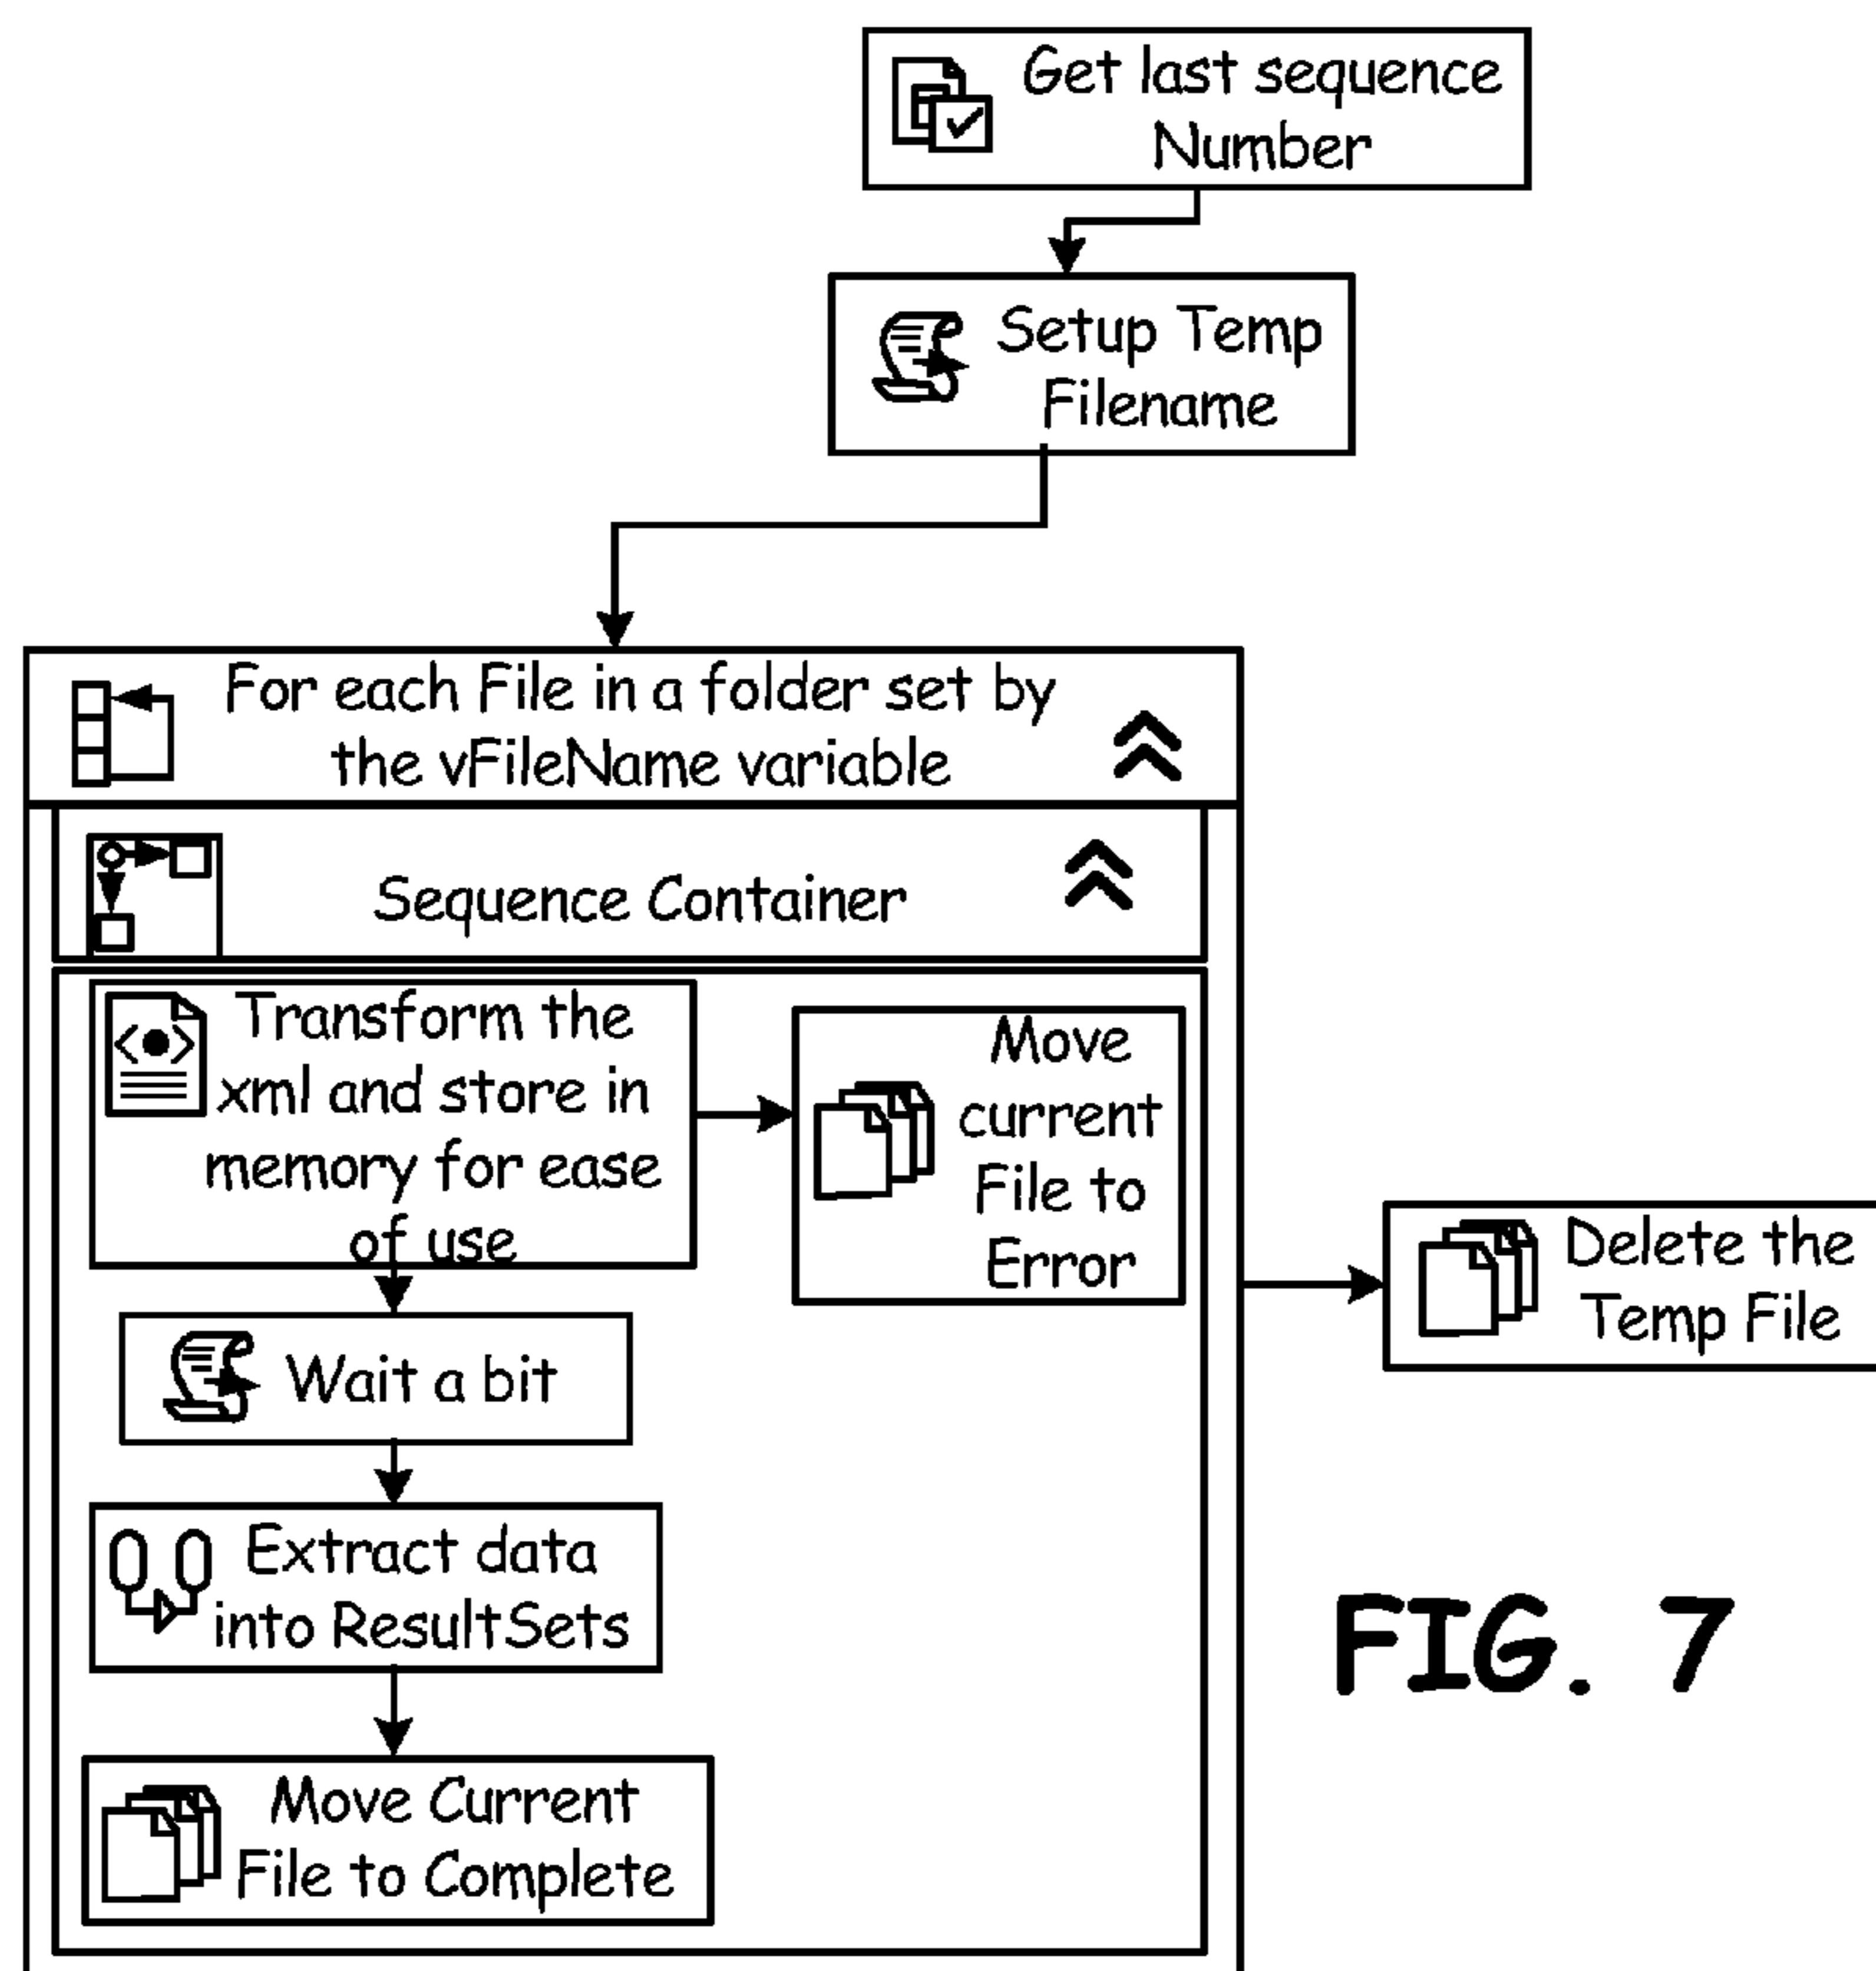 Get last sequence
Number
Setup Temp
Filename
For each File in a folder set by
the vFileName variable
Sequence Container
Transform the
xml and store in
memory for ease
of use
Move
current
File to
Error
Delete the
Temp File
Wait a bit
Extract data
into ResultSets
Move Current
File to Complete
FIG. 7